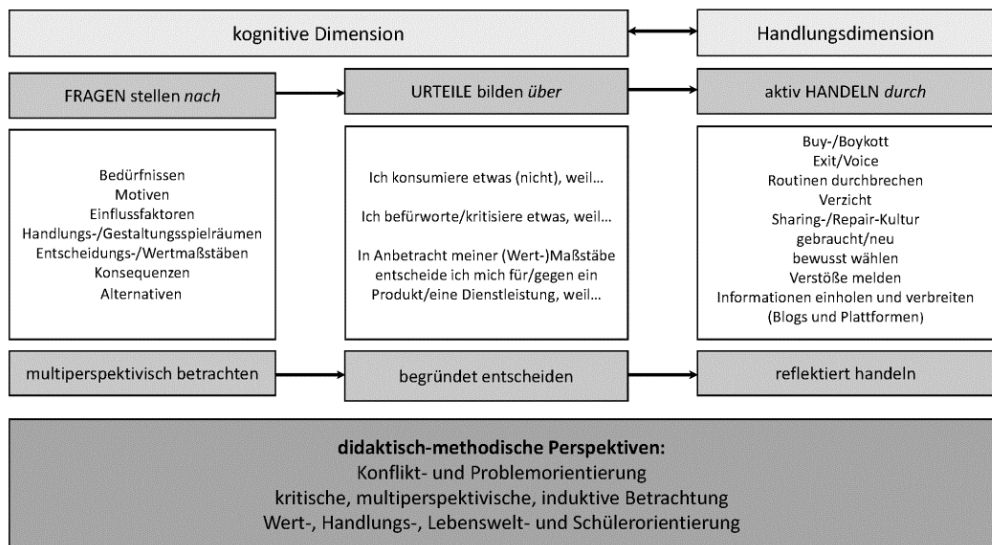 kognitive Dimension
Handlungsdimension
FRAGEN stellen nach
URTEILE bilden über
aktiv HANDELN durch
Bedürfnissen
Motiven
Einflussfaktoren
Handlungs-/Gestaltungsspielräumen
Entscheidungs-/Wertmaßstäben
Konsequenzen
Alternativen
Ich konsumiere etwas (nicht), weil...
Ich befürworte/kritisiere etwas, weil...
In Anbetracht meiner (Wert-)Maßstäbe
entscheide ich mich für/gegen ein
Produkt/eine Dienstleistung, weil...
Buy-/Boykott
Exit/Voice
Routinen durchbrechen
Verzicht
Sharing-/Repair-Kultur
gebraucht/neu
bewusst wählen
Verstöße melden
Informationen einholen und verbreiten
(Blogs und Plattformen)
multiperspektivisch betrachten
begründet entscheiden
reflektiert handeln
didaktisch-methodische Perspektiven:
Konflikt- und Problemorientierung
kritische, multiperspektivische, induktive Betrachtung
Wert-, Handlungs-, Lebenswelt- und Schülerorientierung